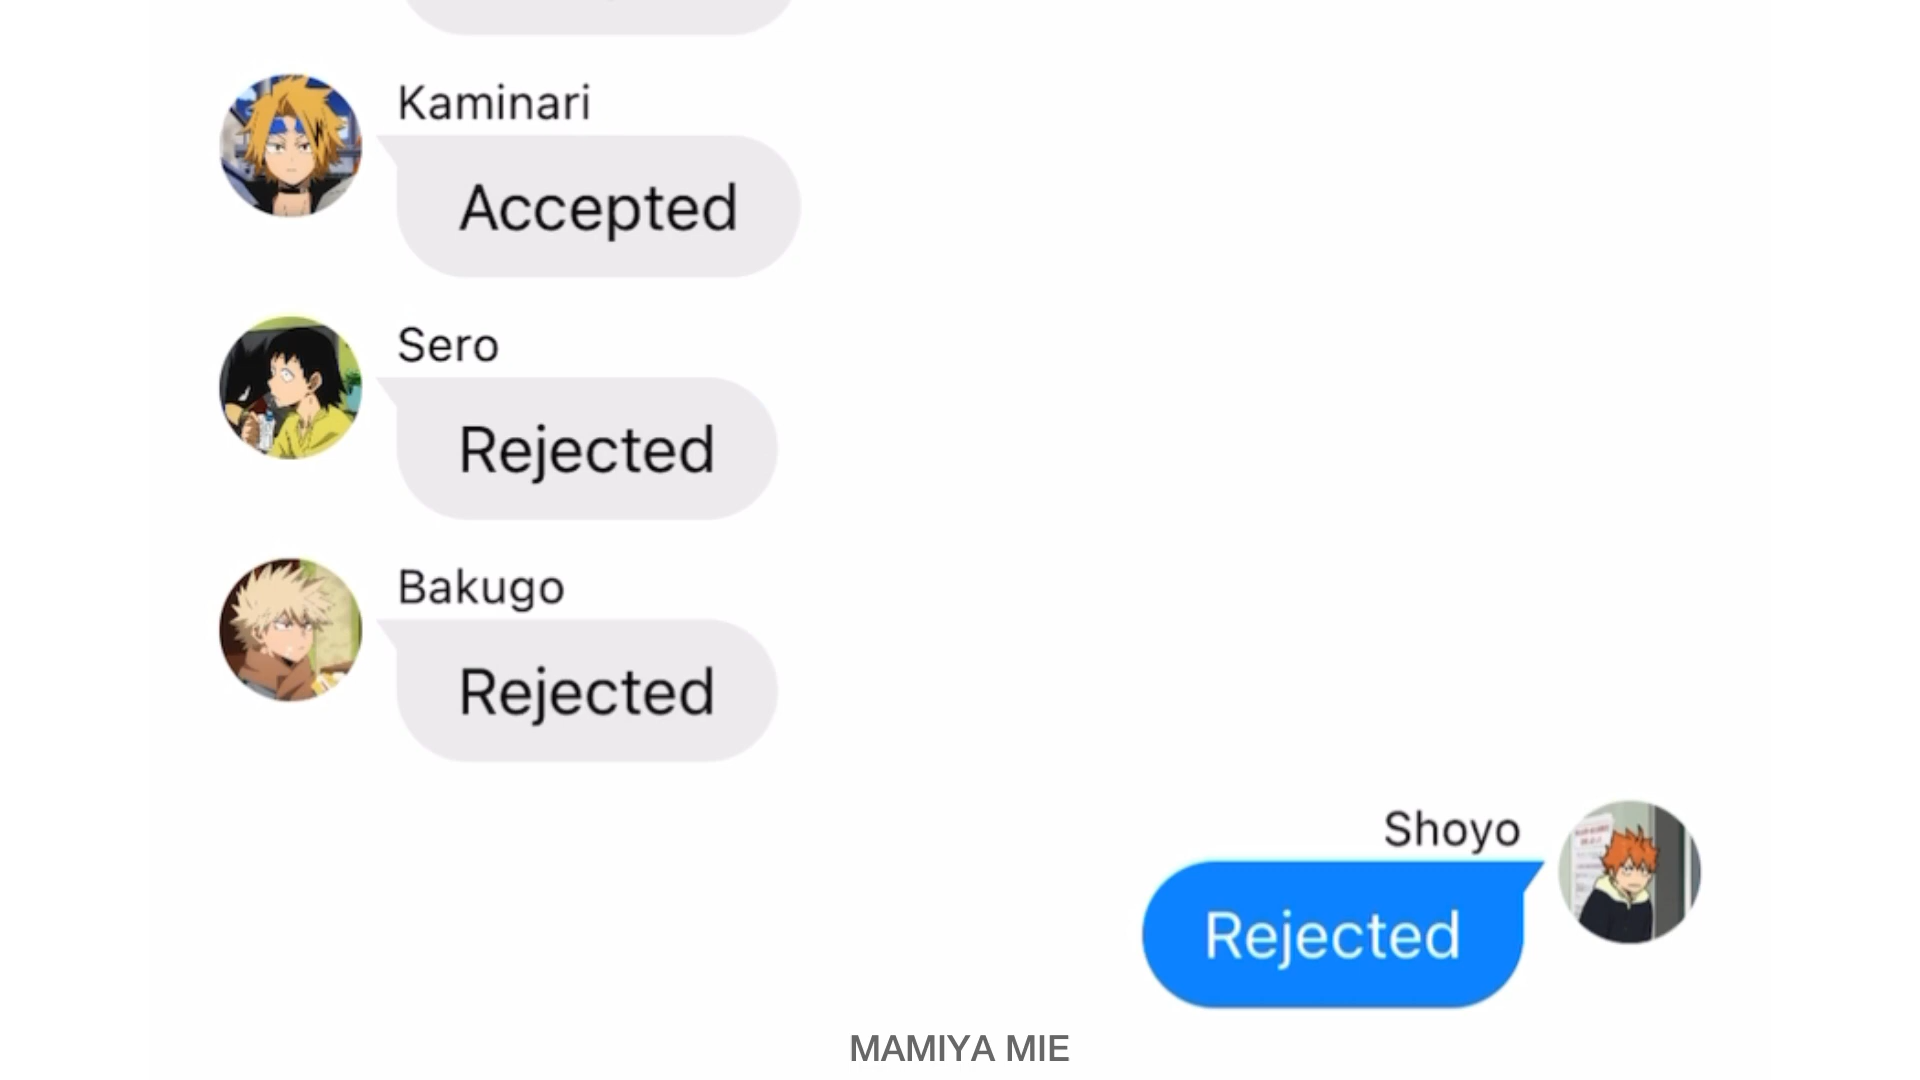 Kaminari
Accepted
Sero
Rejected
Bakugo
Rejected
Shoyo
Rejected
MAMIYA MIE